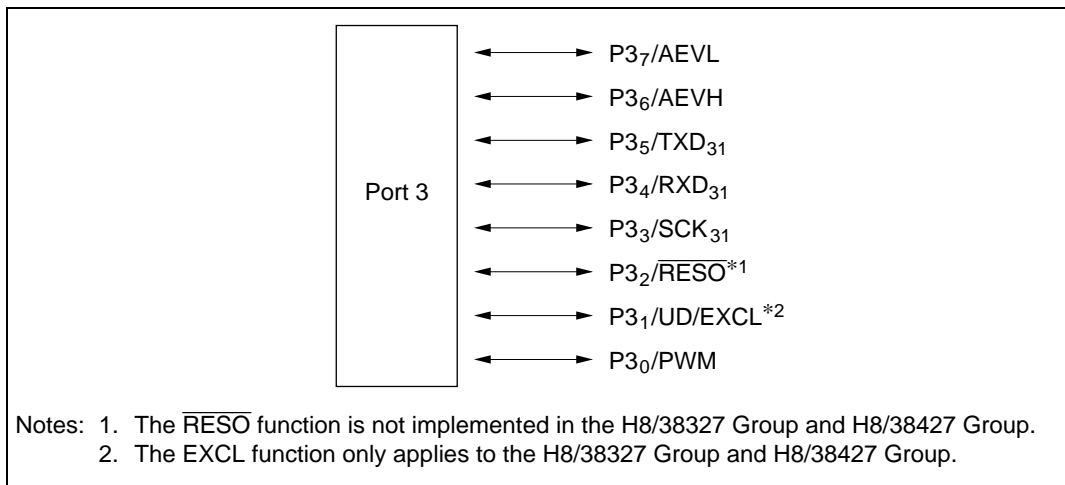 P3₇/AEVL
P3₆/AEVH
P3₅/TXD₃₁
Port 3
P3₄/RXD₃₁
P3₃/SCK₃₁
P3₂/R̅E̅S̅O̅*1
P3₁/UD/EXCL*2
P3₀/PWM
Notes: 1. The R̅E̅S̅O̅ function is not implemented in the H8/38327 Group and H8/38427 Group.
2. The EXCL function only applies to the H8/38327 Group and H8/38427 Group.